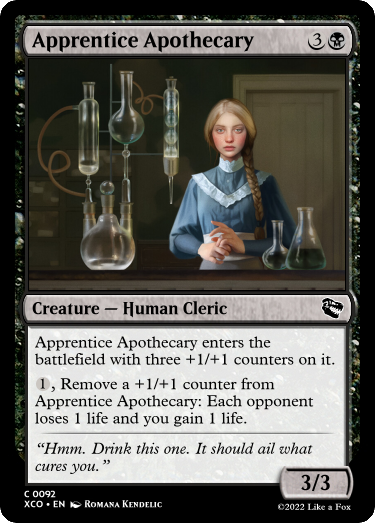 Apprentice Apothecary 3
Creature — Human Cleric
Apprentice Apothecary enters the
battlefield with three +1/+1 counters on it.
1, Remove a +1/+1 counter from
Apprentice Apothecary: Each opponent
loses 1 life and you gain 1 life.
“Hmm. Drink this one. It should ail what
cures you.”
3/3
C 0092
XCO • EN Romana Kendelic
©2022 Like a Fox